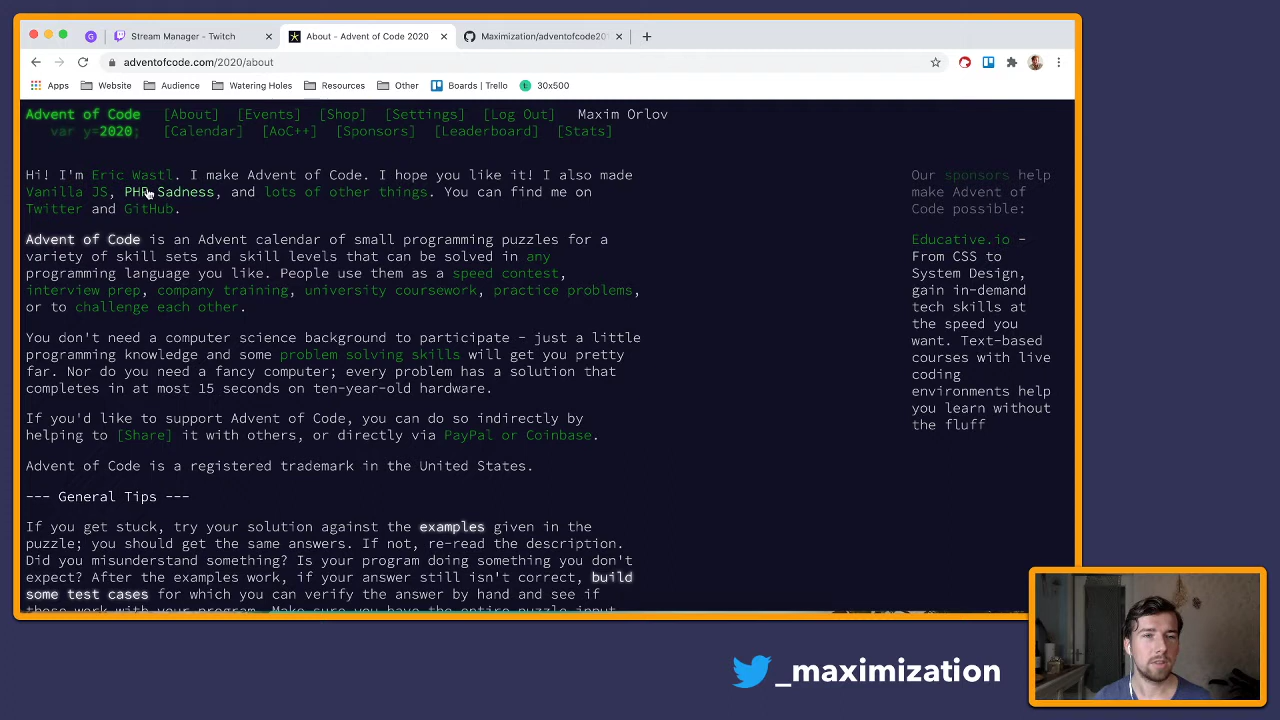 Stream Manager - Twitch
About - Advent of Code 2020
Maximization/adventofcode201
adventofcode.com/2020/about
Apps
Website
Audience
Watering Holes
Resources
Other
Boards | Trello
30x500
Advent of Code [About] [Events] [Shop] [Settings] [Log Out] Maxim Orlov
var y=2020; [Calendar] [AoC++] [Sponsors] [Leaderboard] [Stats]
Hi! I'm Eric Wastl. I make Advent of Code. I hope you like it! I also made
Vanilla JS, PHP Sadness, and lots of other things. You can find me on
Twitter and GitHub.
Advent of Code is an Advent calendar of small programming puzzles for a
variety of skill sets and skill levels that can be solved in any
programming language you like. People use them as a speed contest,
interview prep, company training, university coursework, practice problems,
or to challenge each other.
You don't need a computer science background to participate - just a little
programming knowledge and some problem solving skills will get you pretty
far. Nor do you need a fancy computer; every problem has a solution that
completes in at most 15 seconds on ten-year-old hardware.
If you'd like to support Advent of Code, you can do so indirectly by
helping to [Share] it with others, or directly via PayPal or Coinbase.
Advent of Code is a registered trademark in the United States.
--- General Tips ---
If you get stuck, try your solution against the examples given in the
puzzle; you should get the same answers. If not, re-read the description.
Did you misunderstand something? Is your program doing something you don't
expect? After the examples work, if your answer still isn't correct, build
some test cases for which you can verify the answer by hand and see if
these work with your program. Make sure you have the entire puzzle input.
Our sponsors help
make Advent of
Code possible:
Educative.io -
From CSS to
System Design,
gain in-demand
tech skills at
the speed you
want. Text-based
courses with live
coding
environments help
you learn without
the fluff
_maximization